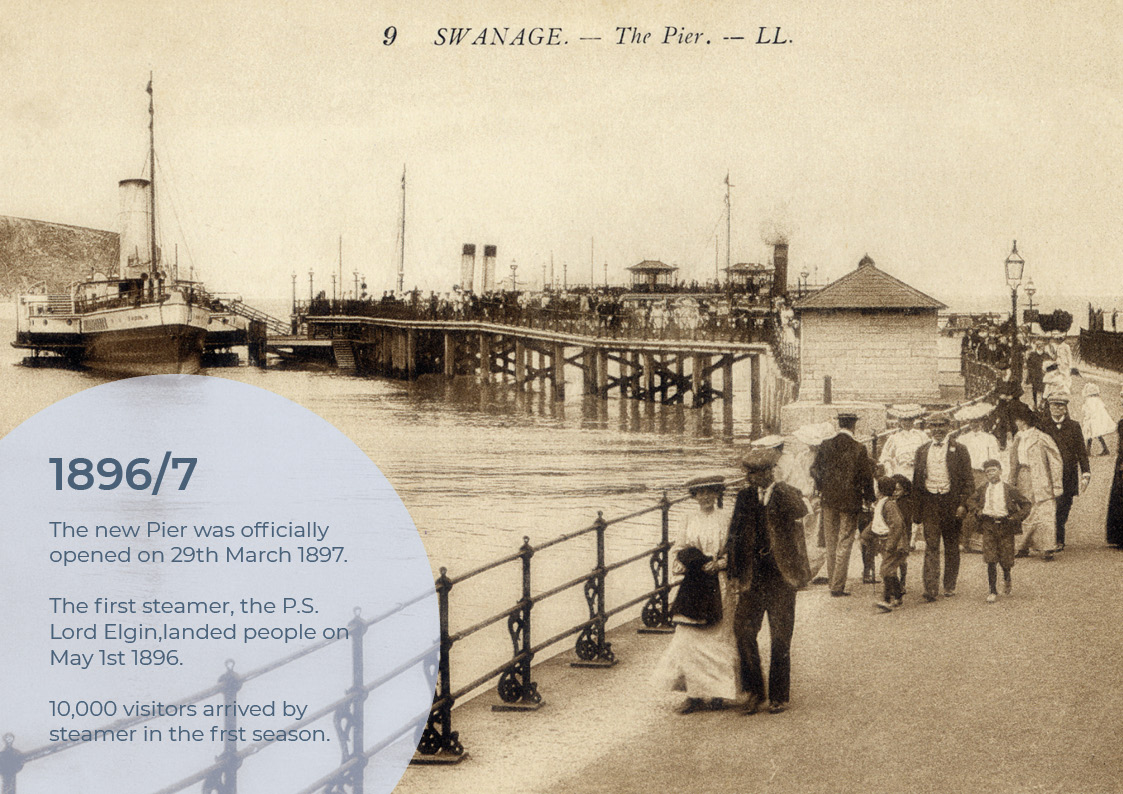 9 SWANAGE. — The Pier. — LL.
1896/7
The new Pier was officially
opened on 29th March 1897.
The first steamer, the P.S.
Lord Elgin,landed people on
May 1st 1896.
10,000 visitors arrived by
steamer in the frst season.